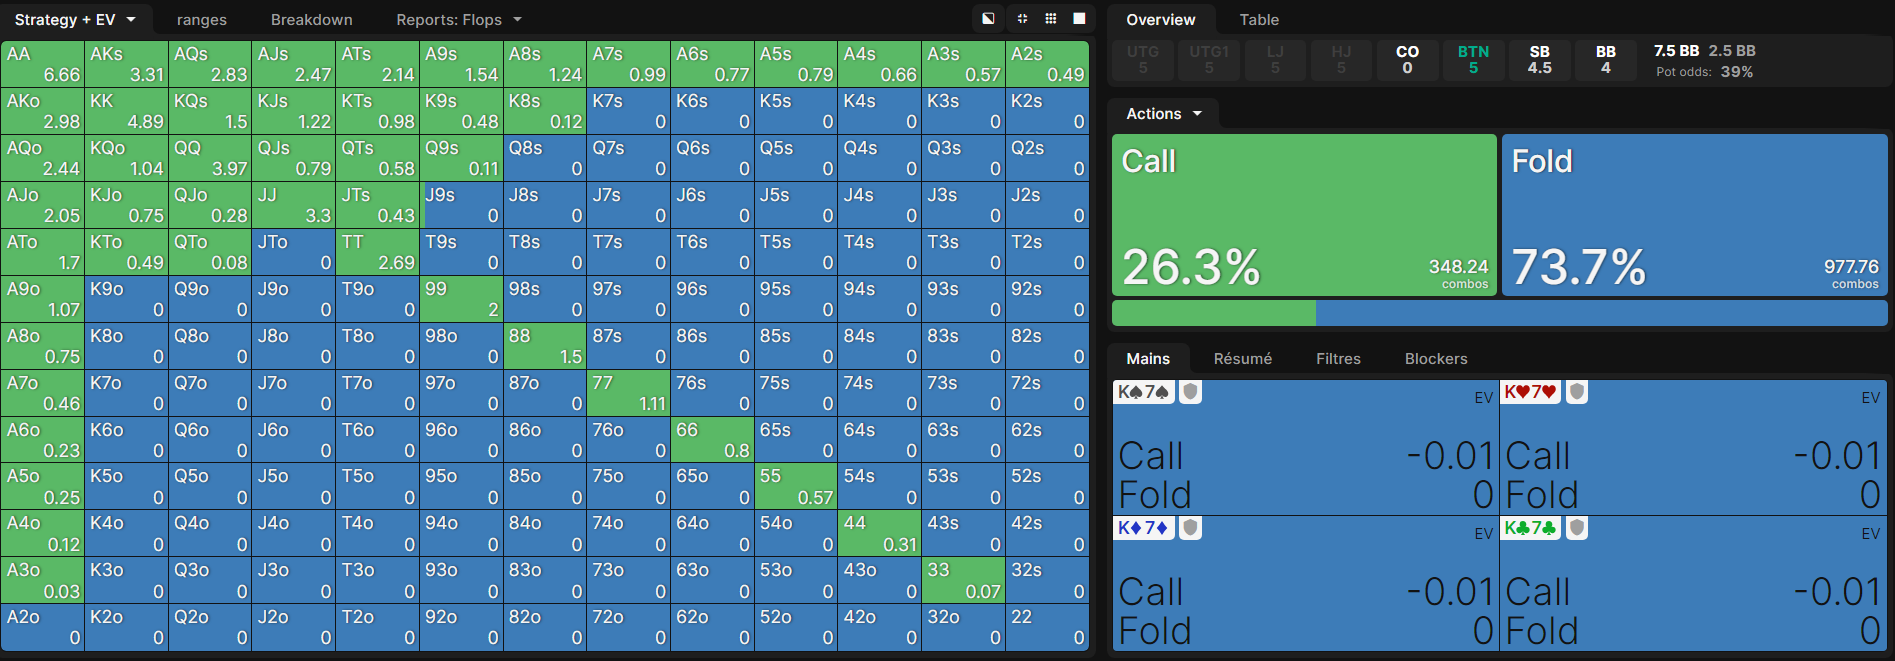 Strategy + EV ranges Breakdown Reports: Flops
AA AKs AQs AJs ATs A9s A8s A7s A6s A5s A4s A3s A2s
6.66 3.31 2.83 2.47 2.14 1.54 1.24 0.99 0.77 0.79 0.66 0.57 0.49
AKo KK KQs KJs KTs K9s K8s K7s K6s K5s K4s K3s K2s
2.98 4.89 1.5 1.22 0.98 0.48 0.12 0 0 0 0 0 0
AQo KQo QQ QJs QTs Q9s Q8s Q7s Q6s Q5s Q4s Q3s Q2s
2.44 1.04 3.97 0.79 0.58 0.11 0 0 0 0 0 0 0
AJo KJo QJo JJ JTs J9s J8s J7s J6s J5s J4s J3s J2s
2.05 0.75 0.28 3.3 0.43 0 0 0 0 0 0 0 0
ATo KTo QTo JTo TT T9s T8s T7s T6s T5s T4s T3s T2s
1.7 0.49 0.08 0 2.69 0 0 0 0 0 0 0 0
A9o K9o Q9o J9o T9o 99 98s 97s 96s 95s 94s 93s 92s
1.07 0 0 0 0 2 0 0 0 0 0 0 0
A8o K8o Q8o J8o T8o 98o 88 87s 86s 85s 84s 83s 82s
0.75 0 0 0 0 0 1.5 0 0 0 0 0 0
A7o K7o Q7o J7o T7o 97o 87o 77 76s 75s 74s 73s 72s
0.46 0 0 0 0 0 0 1.11 0 0 0 0 0
A6o K6o Q6o J6o T6o 96o 86o 76o 66 65s 64s 63s 62s
0.23 0 0 0 0 0 0 0 0.8 0 0 0 0
A5o K5o Q5o J5o T5o 95o 85o 75o 65o 55 54s 53s 52s
0.25 0 0 0 0 0 0 0 0 0.57 0 0 0
A4o K4o Q4o J4o T4o 94o 84o 74o 64o 54o 44 43s 42s
0.12 0 0 0 0 0 0 0 0 0 0.31 0 0
A3o K3o Q3o J3o T3o 93o 83o 73o 63o 53o 43o 33 32s
0.03 0 0 0 0 0 0 0 0 0 0 0.07 0
A2o K2o Q2o J2o T2o 92o 82o 72o 62o 52o 42o 32o 22
0 0 0 0 0 0 0 0 0 0 0 0 0
Overview Table
UTG UTG1 LJ HJ CO BTN SB BB 7.5 BB 2.5 BB
5 5 5 5 0 5 4.5 4 Pot odds: 39%
Actions
Call Fold
26.3% 348.24 combos 73.7% 977.76 combos
Mains Résumé Filtres Blockers
K♠7♠ EV K♥7♥ EV
Call -0.01 Call -0.01
Fold 0 Fold 0
K♦7♦ EV K♣7♣ EV
Call -0.01 Call -0.01
Fold 0 Fold 0